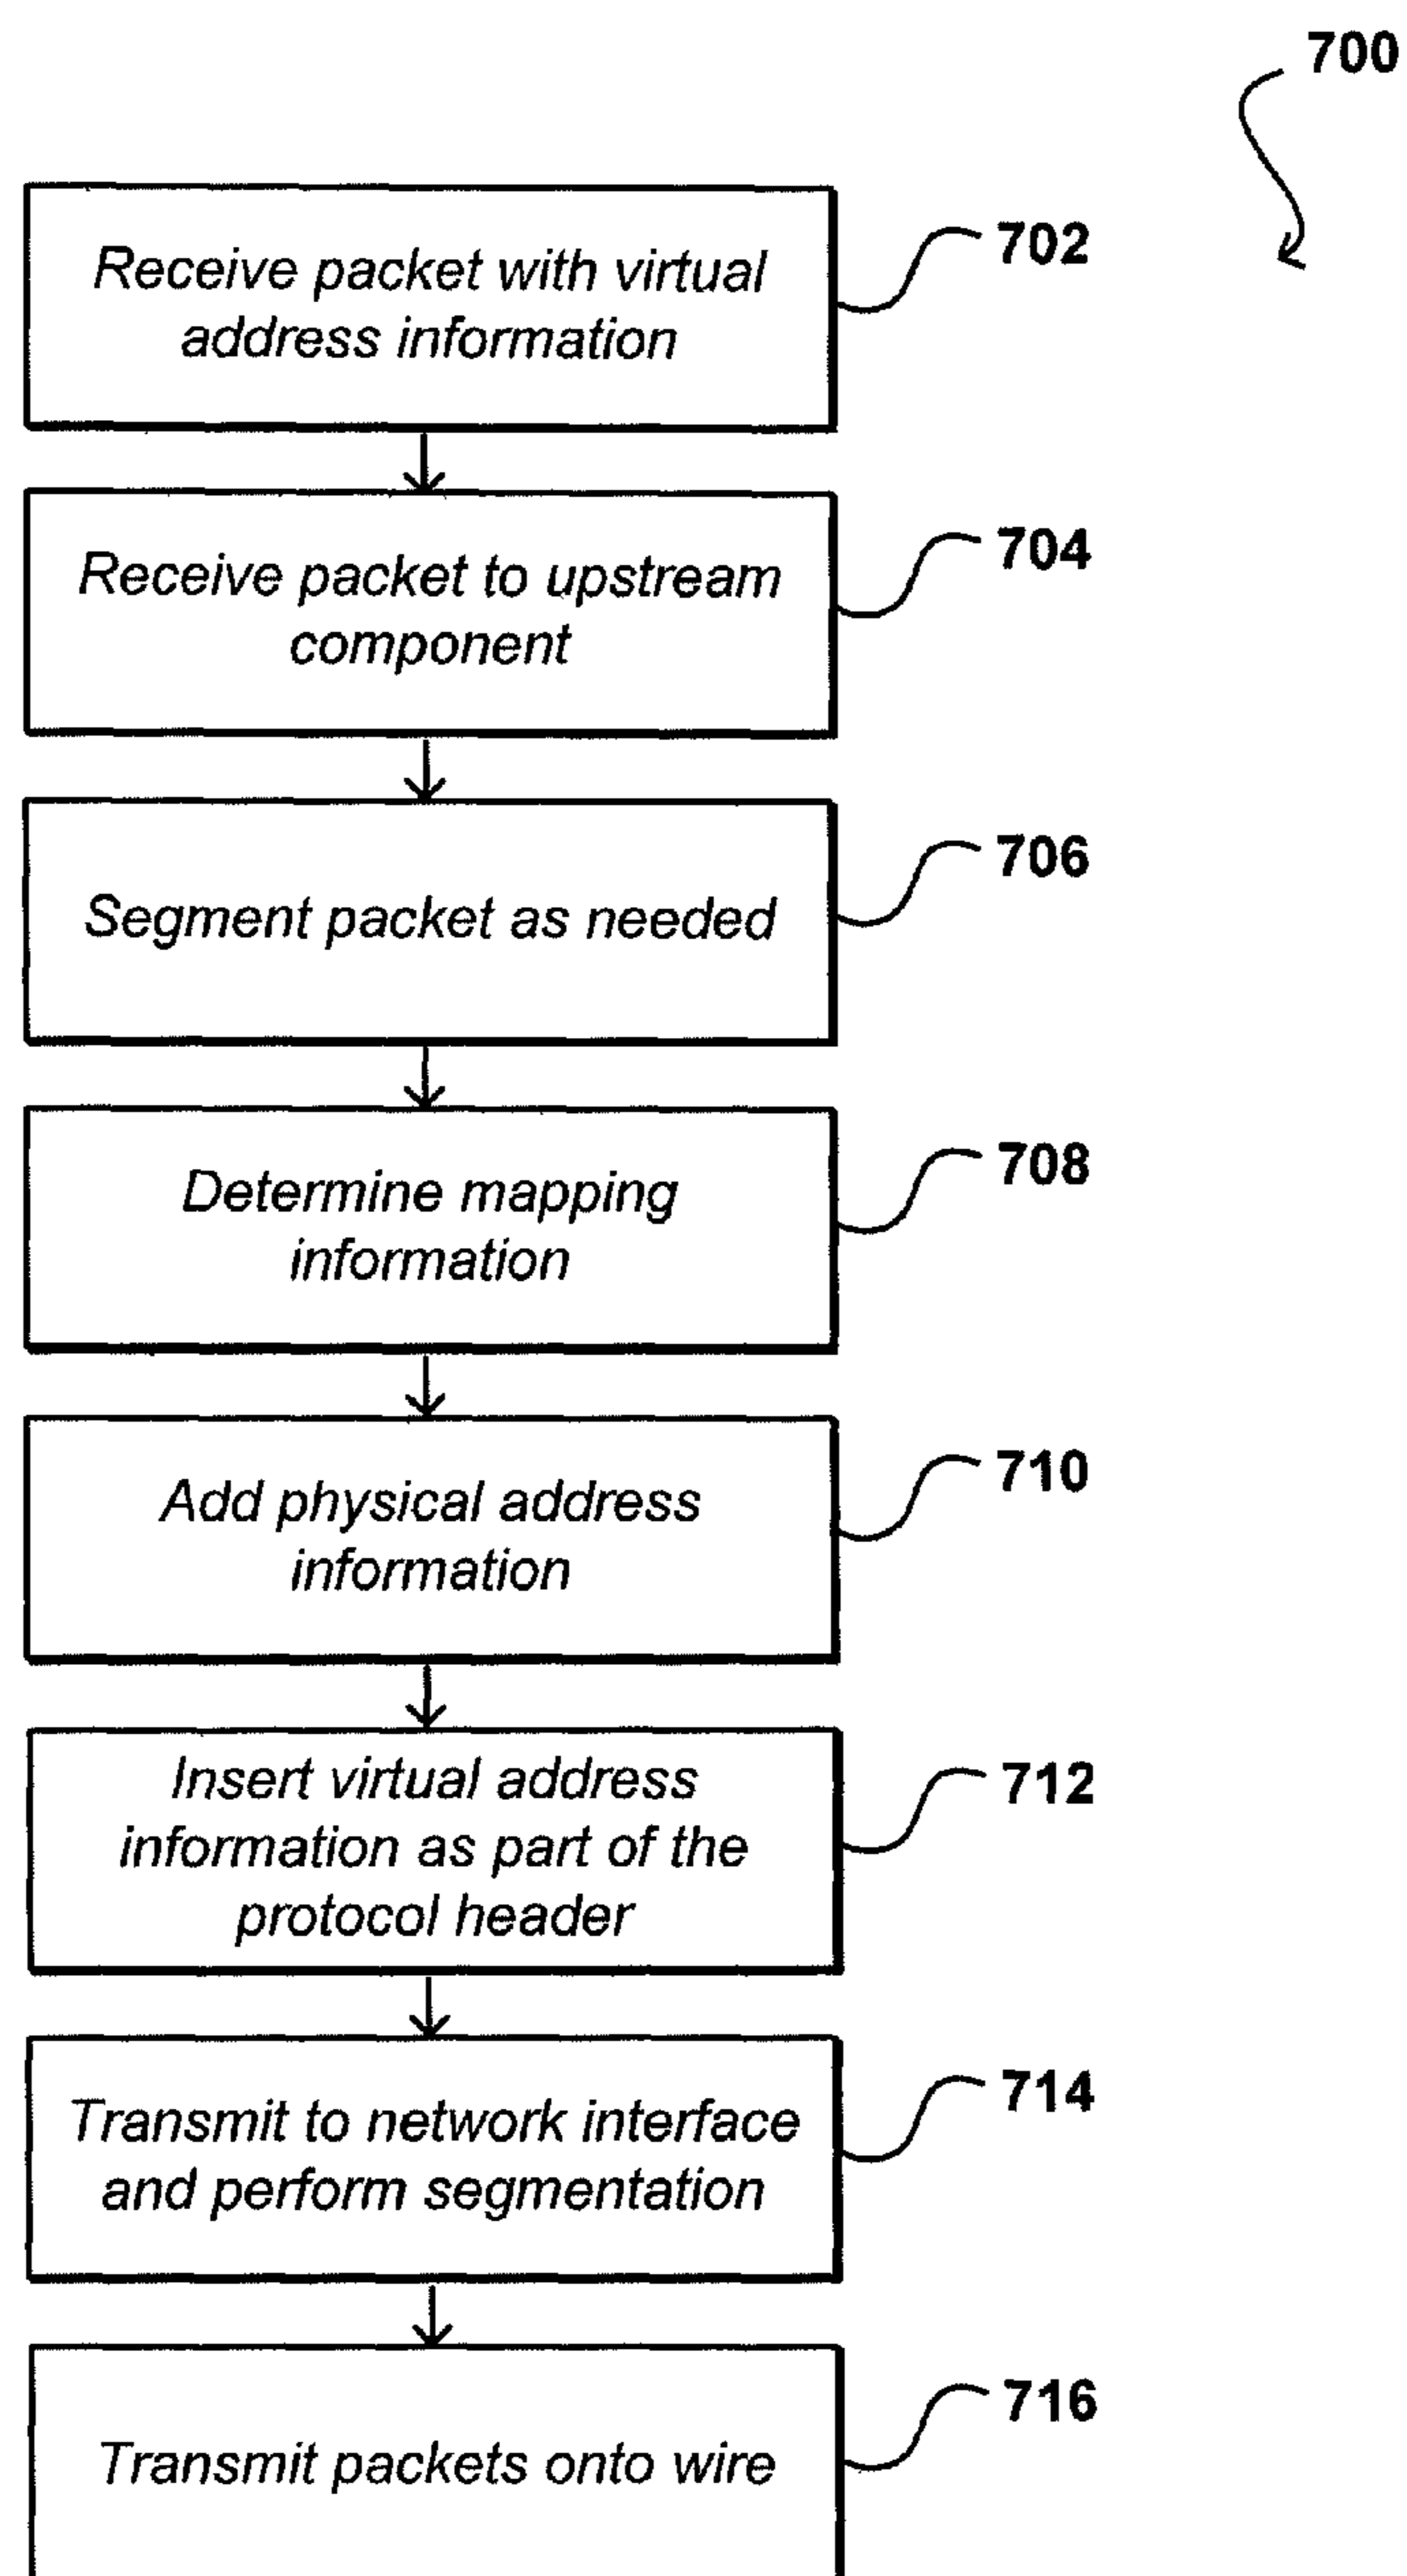 700
Receive packet with virtual
address information
702
Receive packet to upstream
component
704
Segment packet as needed
706
Determine mapping
information
708
Add physical address
information
710
Insert virtual address
information as part of the
protocol header
712
Transmit to network interface
and perform segmentation
714
Transmit packets onto wire
716